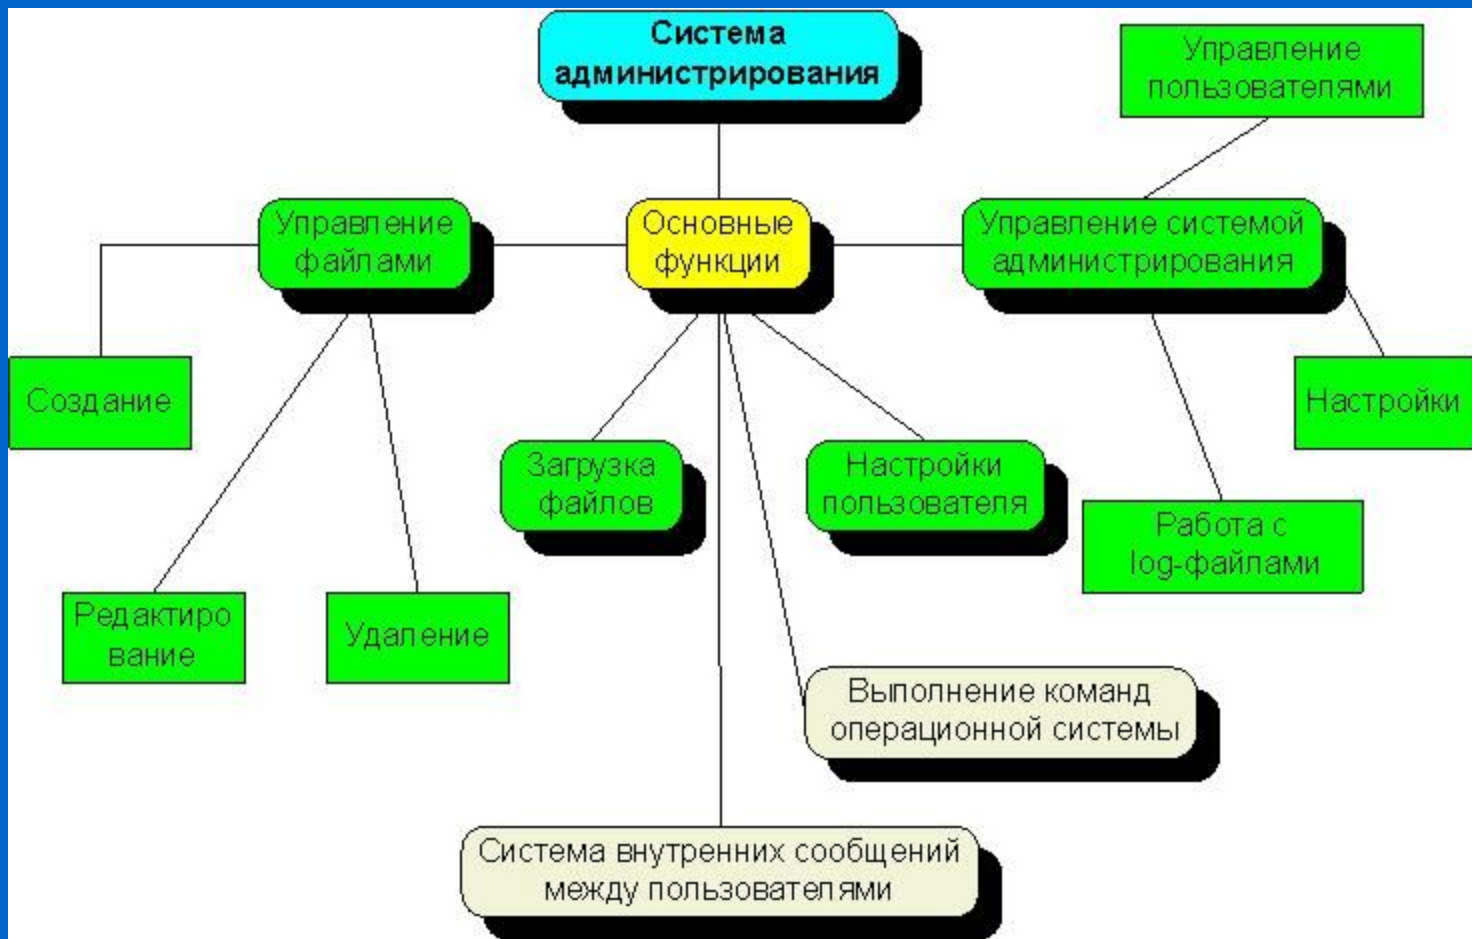 Система
администрирования
Управление
пользователями
Управление
файлами
Основные
функции
Управление системой
администрирования
Создание
Настройки
Загрузка
файлов
Настройки
пользователя
Работа с
log-файлами
Редактиро
вание
Удаление
Выполнение команд
операционной системы
Система внутренних сообщений
между пользователями